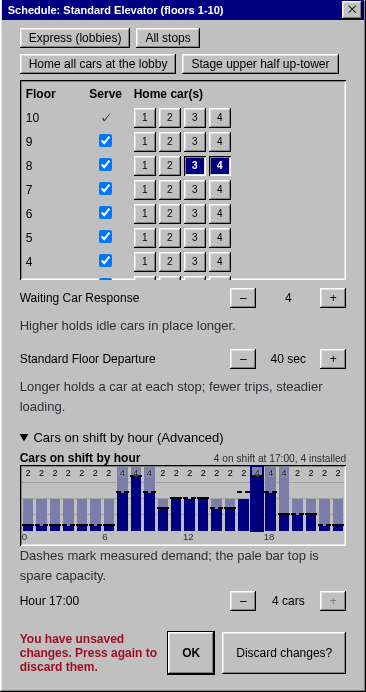 Schedule: Standard Elevator (floors 1-10)
Express (lobbies) All stops
Home all cars at the lobby Stage upper half up-tower
Floor Serve Home car(s)
10 ✓ 1 2 3 4
9 1 2 3 4
8 1 2 3 4
7 1 2 3 4
6 1 2 3 4
5 1 2 3 4
4 1 2 3 4
Waiting Car Response – 4 +
Higher holds idle cars in place longer.
Standard Floor Departure – 40 sec +
Longer holds a car at each stop; fewer trips, steadier
loading.
▼ Cars on shift by hour (Advanced)
Cars on shift by hour 4 on shift at 17:00, 4 installed
2 2 2 2 2 2 2 4 4 4 2 2 2 2 2 2 2 4 4 4 2 2 2 2
0 6 12 18
Dashes mark measured demand; the pale bar top is
spare capacity.
Hour 17:00 – 4 cars +
You have unsaved
changes. Press again to
discard them.
OK Discard changes?